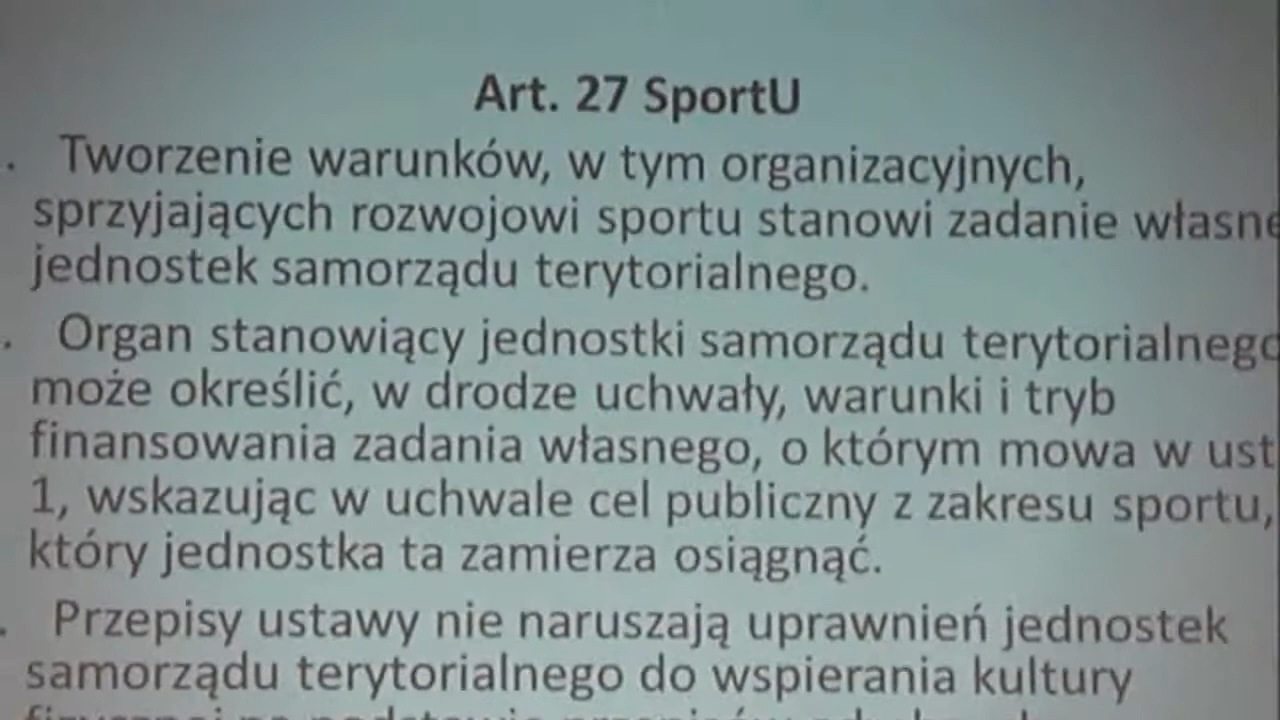 Art. 27 SportU
. Tworzenie warunków, w tym organizacyjnych,
sprzyjających rozwojowi sportu stanowi zadanie własne
jednostek samorządu terytorialnego.
. Organ stanowiący jednostki samorządu terytorialnego
może określić, w drodze uchwały, warunki i tryb
finansowania zadania własnego, o którym mowa w ust
1, wskazując w uchwale cel publiczny z zakresu sportu,
który jednostka ta zamierza osiągnąć.
. Przepisy ustawy nie naruszają uprawnień jednostek
samorządu terytorialnego do wspierania kultury